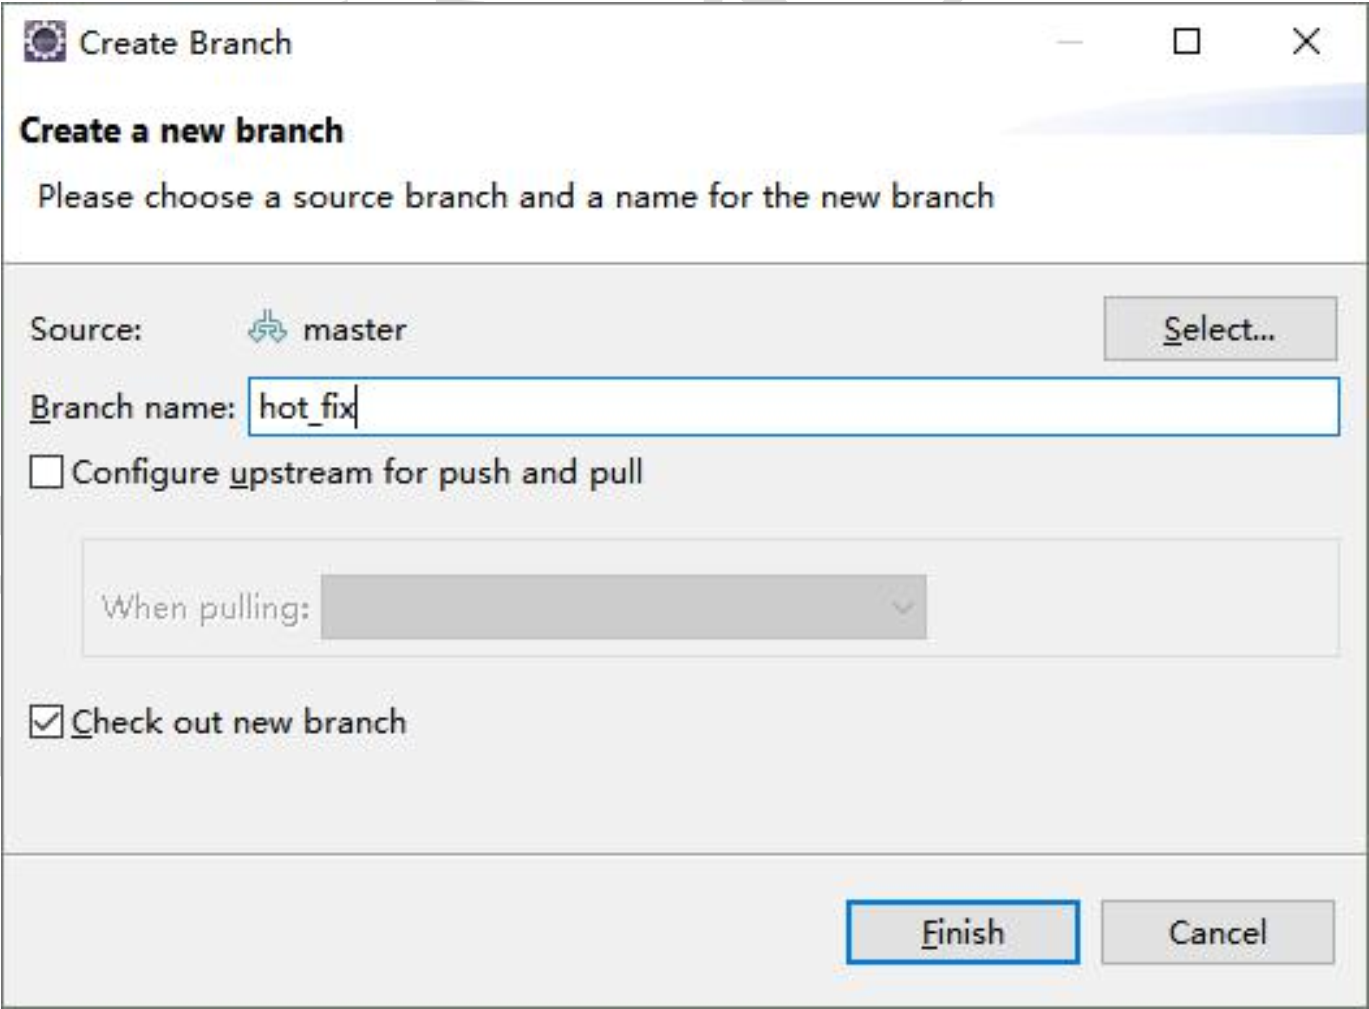 Create Branch
Create a new branch
Please choose a source branch and a name for the new branch
Source: master Select...
Branch name: hot_fix
Configure upstream for push and pull
When pulling:
Check out new branch
Finish Cancel